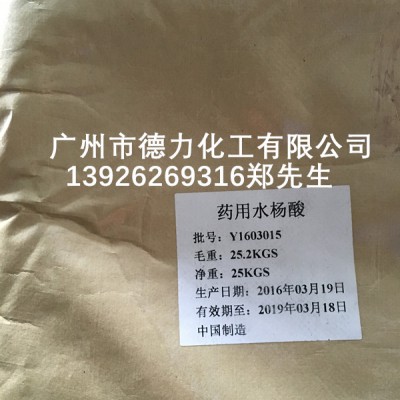 广州市德力化工有限公司
13926269316郑先生
药用水杨酸
批号：Y1603015
毛重：25.2KGS
净重：25KGS
生产日期：2016年03月19日
有效期至：2019年03月18日
中国制造